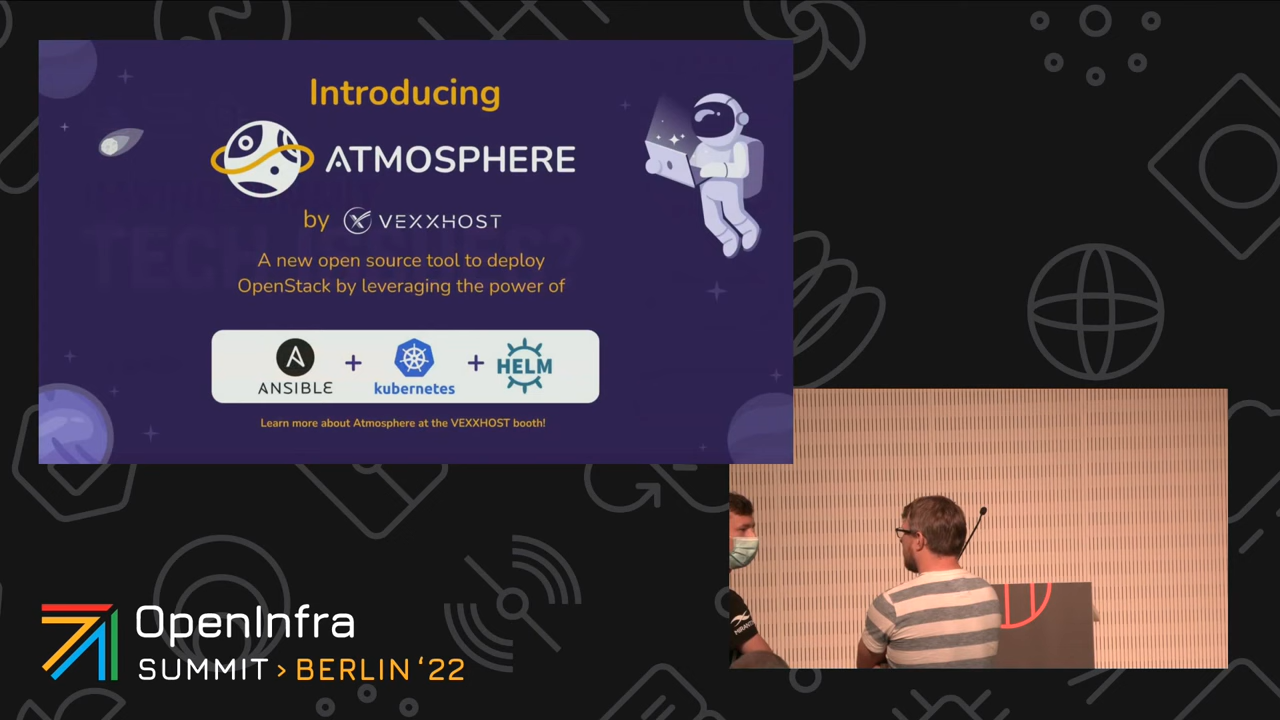 Introducing
ATMOSPHERE
by VEXXHOST
A new open source tool to deploy
OpenStack by leveraging the power of
ANSIBLE + kubernetes + HELM
Learn more about Atmosphere at the VEXXHOST booth!
OpenInfra
SUMMIT > BERLIN '22